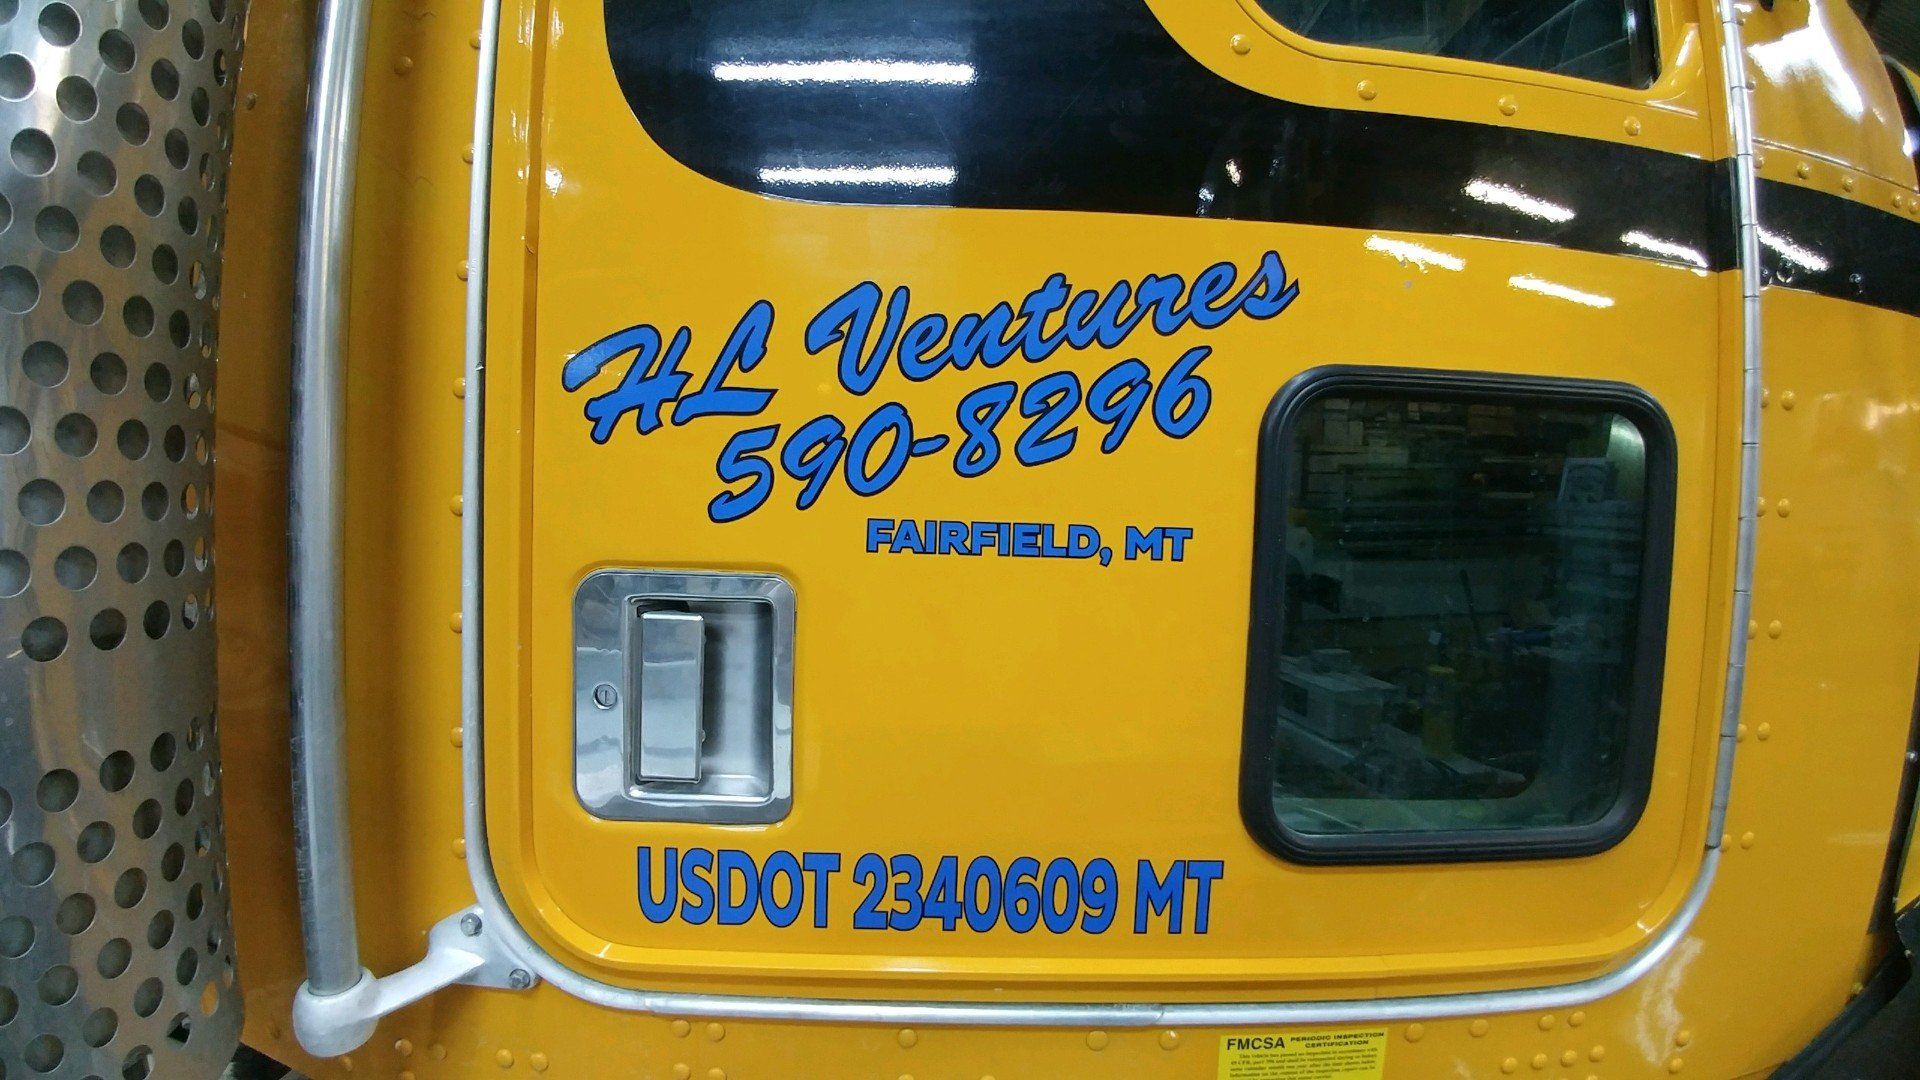 HL Ventures
590-8296
FAIRFIELD, MT
USDOT 2340609 MT
FMCSA PERIODIC INSPECTION
CERTIFICATION